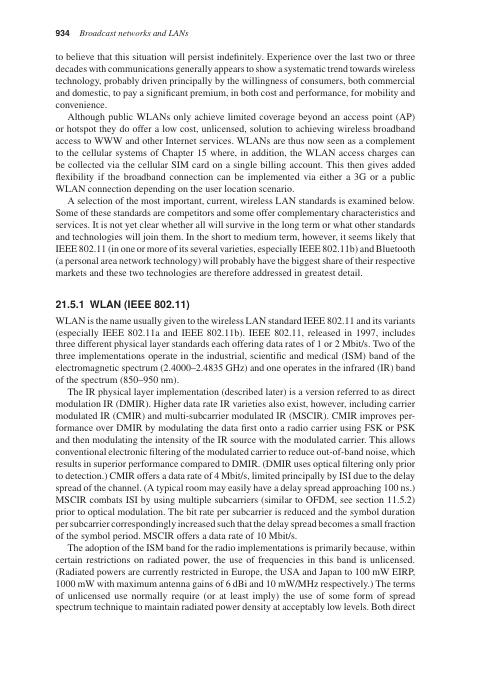 934 Broadcast networks and LANs
to believe that this situation will persist indefinitely. Experience over the last two or three
decades with communications generally appears to show a systematic trend towards wireless
technology, probably driven principally by the willingness of consumers, both commercial
and domestic, to pay a significant premium, in both cost and performance, for mobility and
convenience.
Although public WLANs only achieve limited coverage beyond an access point (AP)
or hotspot they do offer a low cost, unlicensed, solution to achieving wireless broadband
access to WWW and other Internet services. WLANs are thus now seen as a complement
to the cellular systems of Chapter 15 where, in addition, the WLAN access charges can
be collected via the cellular SIM card on a single billing account. This then gives added
flexibility if the broadband connection can be implemented via either a 3G or a public
WLAN connection depending on the user location scenario.
A selection of the most important, current, wireless LAN standards is examined below.
Some of these standards are competitors and some offer complementary characteristics and
services. It is not yet clear whether all will survive in the long term or what other standards
and technologies will join them. In the short to medium term, however, it seems likely that
IEEE 802.11 (in one or more of its several varieties, especially IEEE 802.11b) and Bluetooth
(a personal area network technology) will probably have the biggest share of their respective
markets and these two technologies are therefore addressed in greatest detail.
21.5.1 WLAN (IEEE 802.11)
WLAN is the name usually given to the wireless LAN standard IEEE 802.11 and its variants
(especially IEEE 802.11a and IEEE 802.11b). IEEE 802.11, released in 1997, includes
three different physical layer standards each offering data rates of 1 or 2 Mbit/s. Two of the
three implementations operate in the industrial, scientific and medical (ISM) band of the
electromagnetic spectrum (2.4000–2.4835 GHz) and one operates in the infrared (IR) band
of the spectrum (850–950 nm).
The IR physical layer implementation (described later) is a version referred to as direct
modulation IR (DMIR). Higher data rate IR varieties also exist, however, including carrier
modulated IR (CMIR) and multi-subcarrier modulated IR (MSCIR). CMIR improves per-
formance over DMIR by modulating the data first onto a radio carrier using FSK or PSK
and then modulating the intensity of the IR source with the modulated carrier. This allows
conventional electronic filtering of the modulated carrier to reduce out-of-band noise, which
results in superior performance compared to DMIR. (DMIR uses optical filtering only prior
to detection.) CMIR offers a data rate of 4 Mbit/s, limited principally by ISI due to the delay
spread of the channel. (A typical room may easily have a delay spread approaching 100 ns.)
MSCIR combats ISI by using multiple subcarriers (similar to OFDM, see section 11.5.2)
prior to optical modulation. The bit rate per subcarrier is reduced and the symbol duration
per subcarrier correspondingly increased such that the delay spread becomes a small fraction
of the symbol period. MSCIR offers a data rate of 10 Mbit/s.
The adoption of the ISM band for the radio implementations is primarily because, within
certain restrictions on radiated power, the use of frequencies in this band is unlicensed.
(Radiated powers are currently restricted in Europe, the USA and Japan to 100 mW EIRP,
1000 mW with maximum antenna gains of 6 dBi and 10 mW/MHz respectively.) The terms
of unlicensed use normally require (or at least imply) the use of some form of spread
spectrum technique to maintain radiated power density at acceptably low levels. Both direct